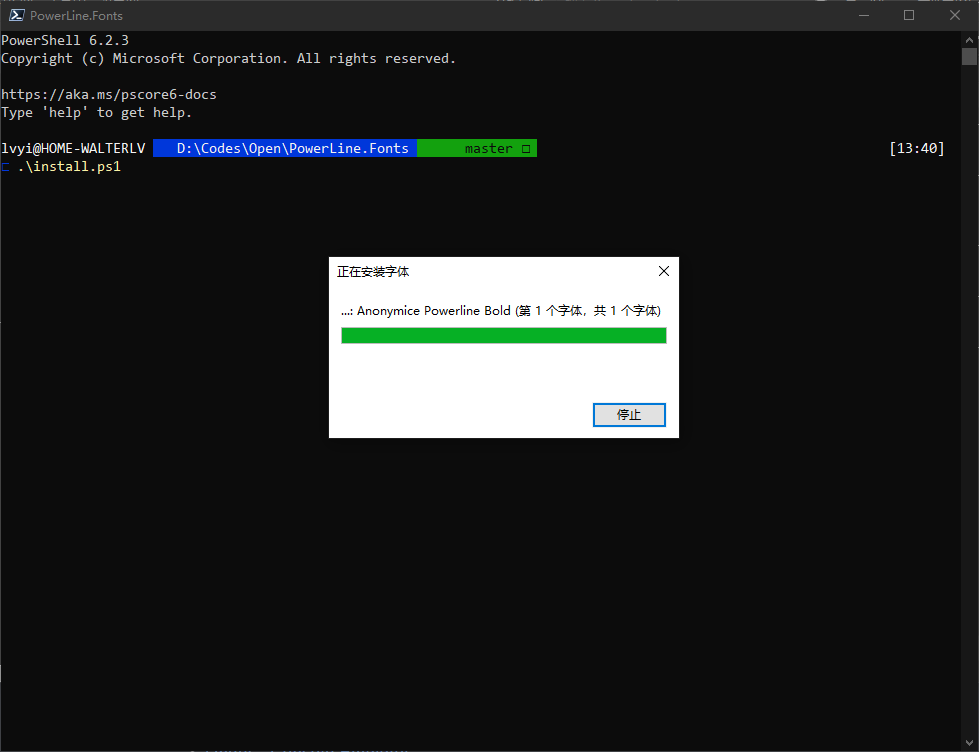 PowerLine.Fonts
PowerShell 6.2.3
Copyright (c) Microsoft Corporation. All rights reserved.
https://aka.ms/pscore6-docs
Type 'help' to get help.
lvyi@HOME-WALTERLV D:\Codes\Open\PowerLine.Fonts master □ [13:40]
.\install.ps1
正在安装字体
...: Anonymice Powerline Bold (第 1 个字体，共 1 个字体)
停止